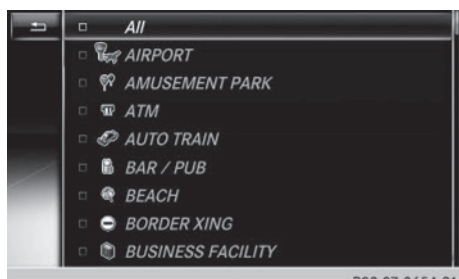 All
AIRPORT
AMUSEMENT PARK
ATM
AUTO TRAIN
BAR / PUB
BEACH
BORDER XING
BUSINESS FACILITY